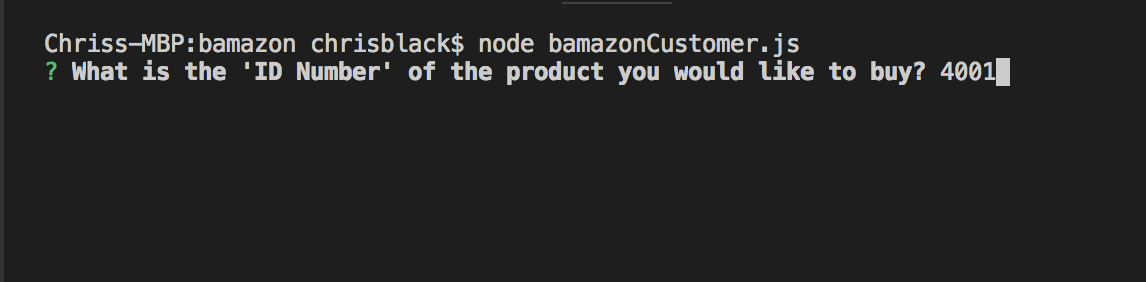 Chriss-MBP:bamazon chrisblack$ node bamazonCustomer.js
? What is the 'ID Number' of the product you would like to buy? 4001